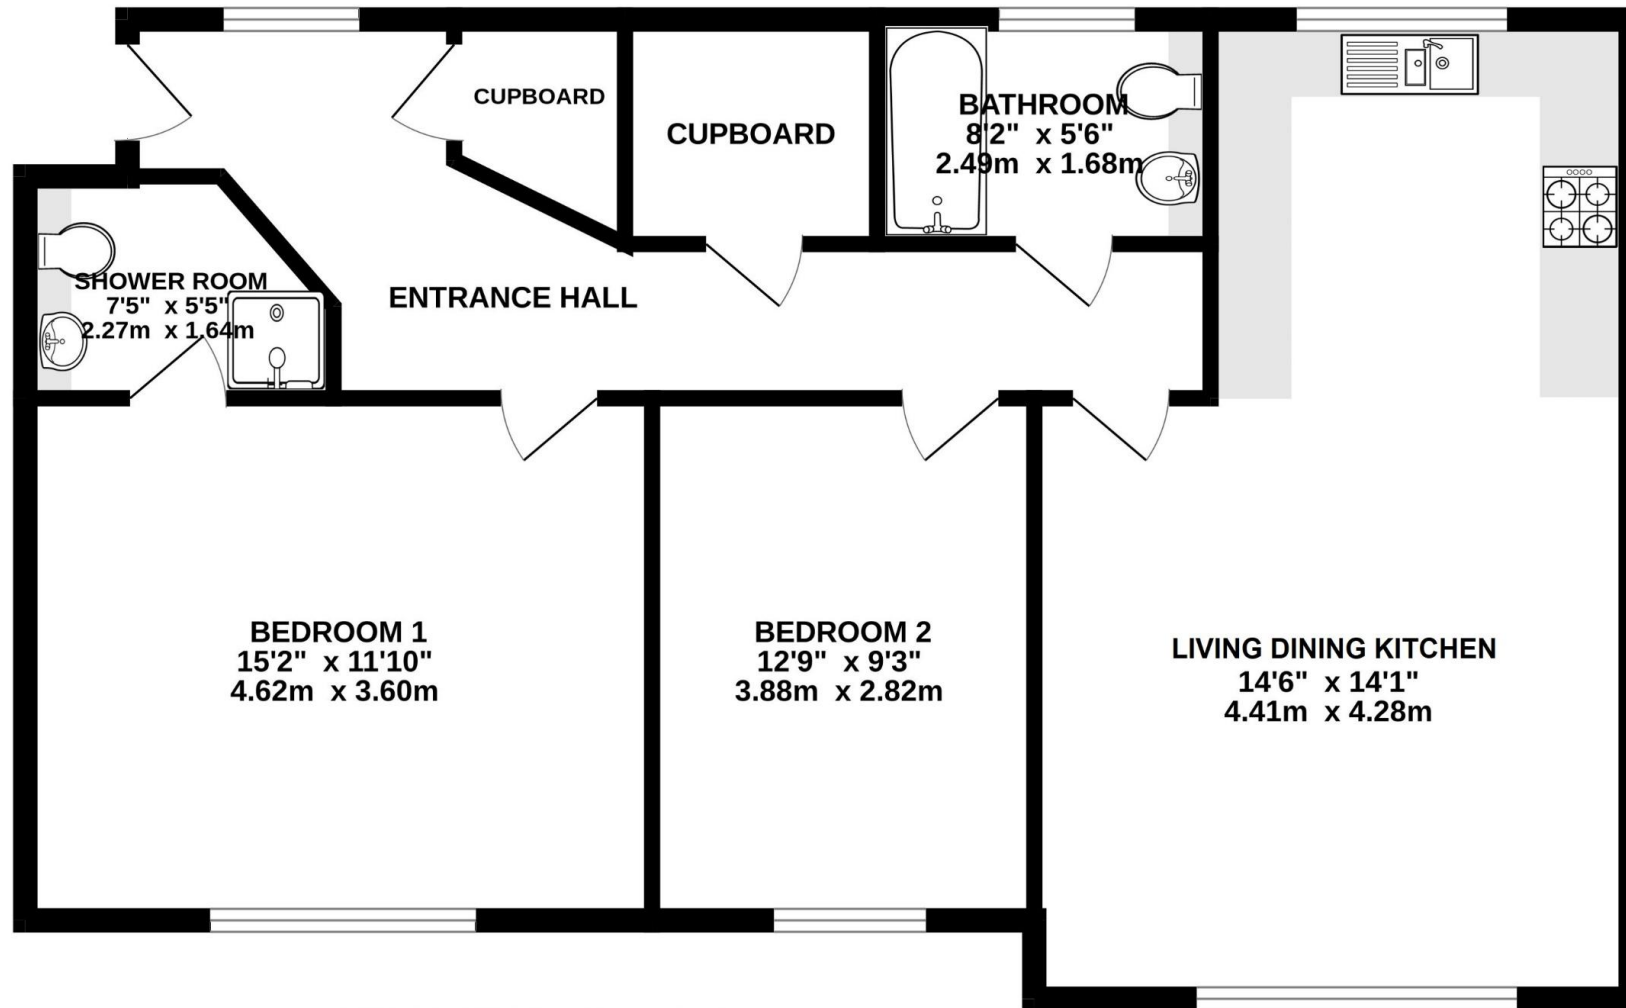 CUPBOARD
CUPBOARD
BATHROOM
8'2" x 5'6"
2.49m x 1.68m
SHOWER ROOM
7'5" x 5'5"
2.27m x 1.64m
ENTRANCE HALL
BEDROOM 1
15'2" x 11'10"
4.62m x 3.60m
BEDROOM 2
12'9" x 9'3"
3.88m x 2.82m
LIVING DINING KITCHEN
14'6" x 14'1"
4.41m x 4.28m